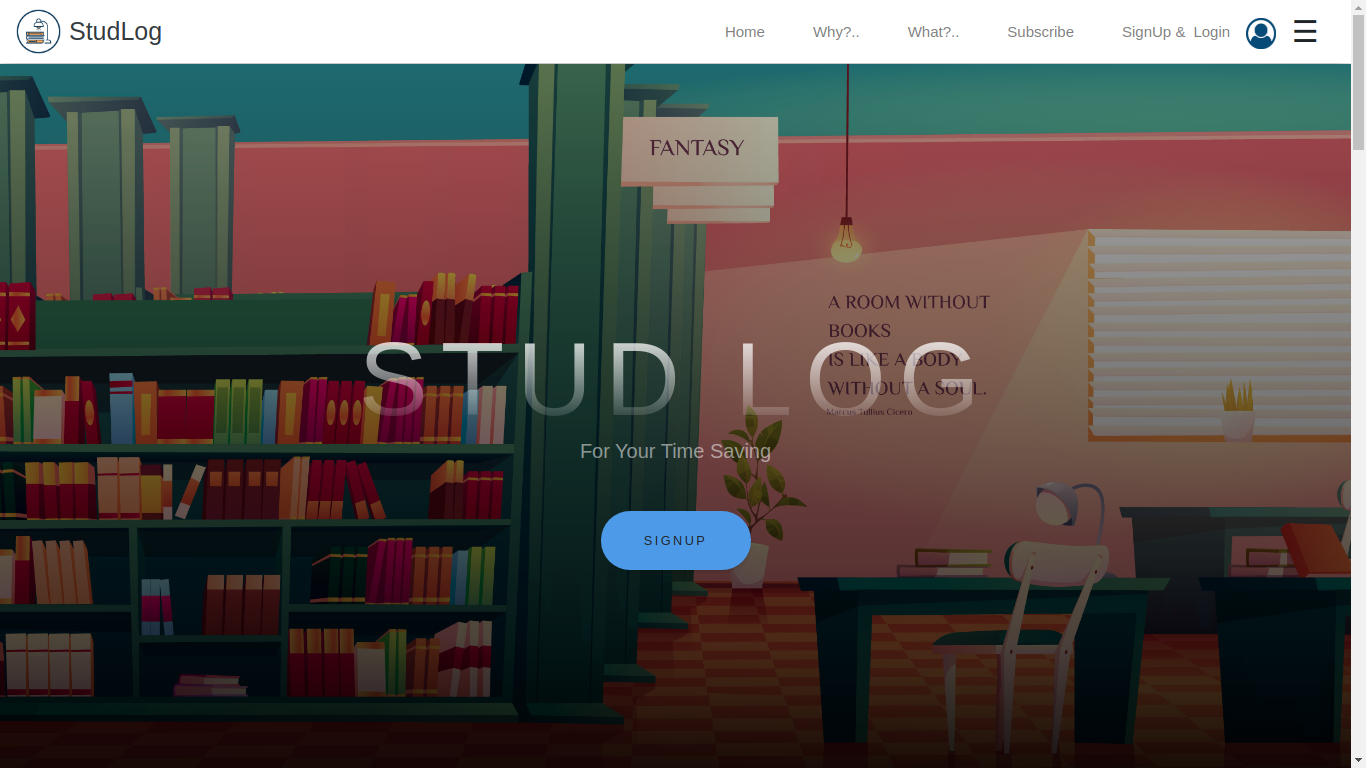 StudLog
Home Why?.. What?.. Subscribe SignUp & Login
FANTASY
A ROOM WITHOUT
BOOKS
IS LIKE A BODY
WITHOUT A SOUL.
Marcus Tullius Cicero
STUD LOG
For Your Time Saving
SIGNUP